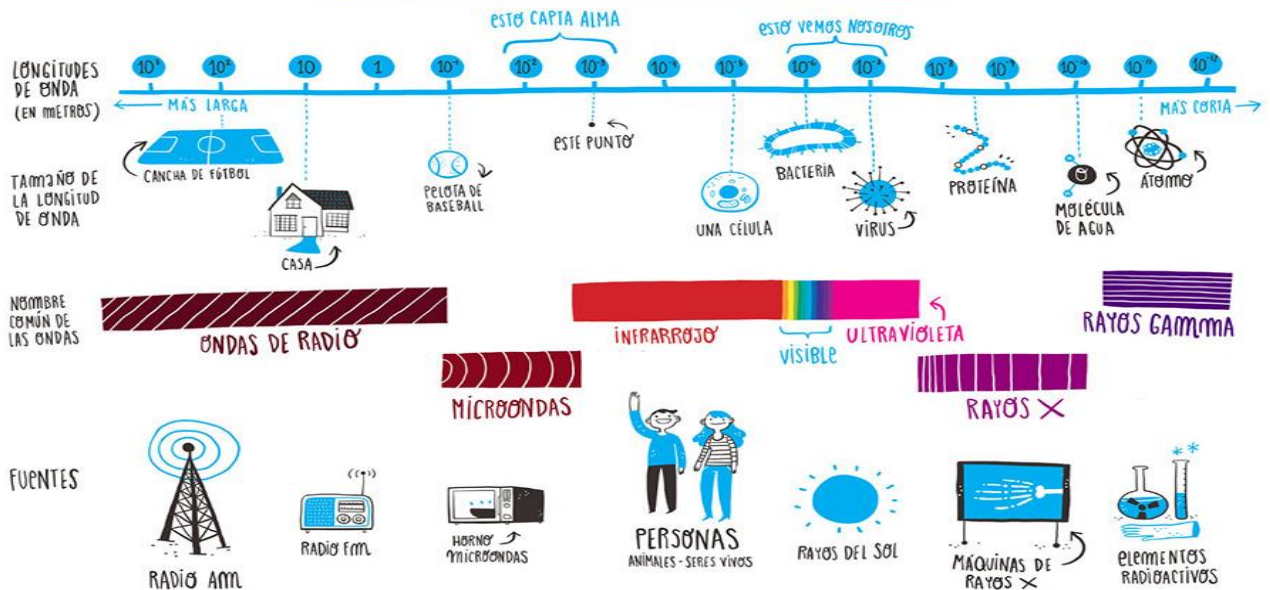 ESTO CAPTA ALMA
ESTO VEMOS NOSOTROS
LONGITUDES
DE ONDA
(EN METROS)
10³ 10² 10 1 10⁻¹ 10⁻² 10⁻³ 10⁻⁴ 10⁻⁵ 10⁻⁶ 10⁻⁷ 10⁻⁸ 10⁻⁹ 10⁻¹⁰ 10⁻¹¹ 10⁻¹²
MÁS LARGA
MÁS CORTA
TAMAÑO DE
LA LONGITUD
DE ONDA
CANCHA DE FÚTBOL
CASA
PELOTA DE
BASEBALL
ESTE PUNTO
UNA CÉLULA
BACTERIA
VIRUS
PROTEÍNA
O
MOLÉCULA
DE AGUA
ÁTOMO
NOMBRE
COMÚN DE
LAS ONDAS
ONDAS DE RADIO
MICROONDAS
INFRARROJO
VISIBLE
ULTRAVIOLETA
RAYOS X
RAYOS GAMMA
FUENTES
RADIO AM
RADIO FM
HORNO
MICROONDAS
PERSONAS
ANIMALES - SERES VIVOS
RAYOS DEL SOL
MÁQUINAS DE
RAYOS X
ELEMENTOS
RADIOACTIVOS